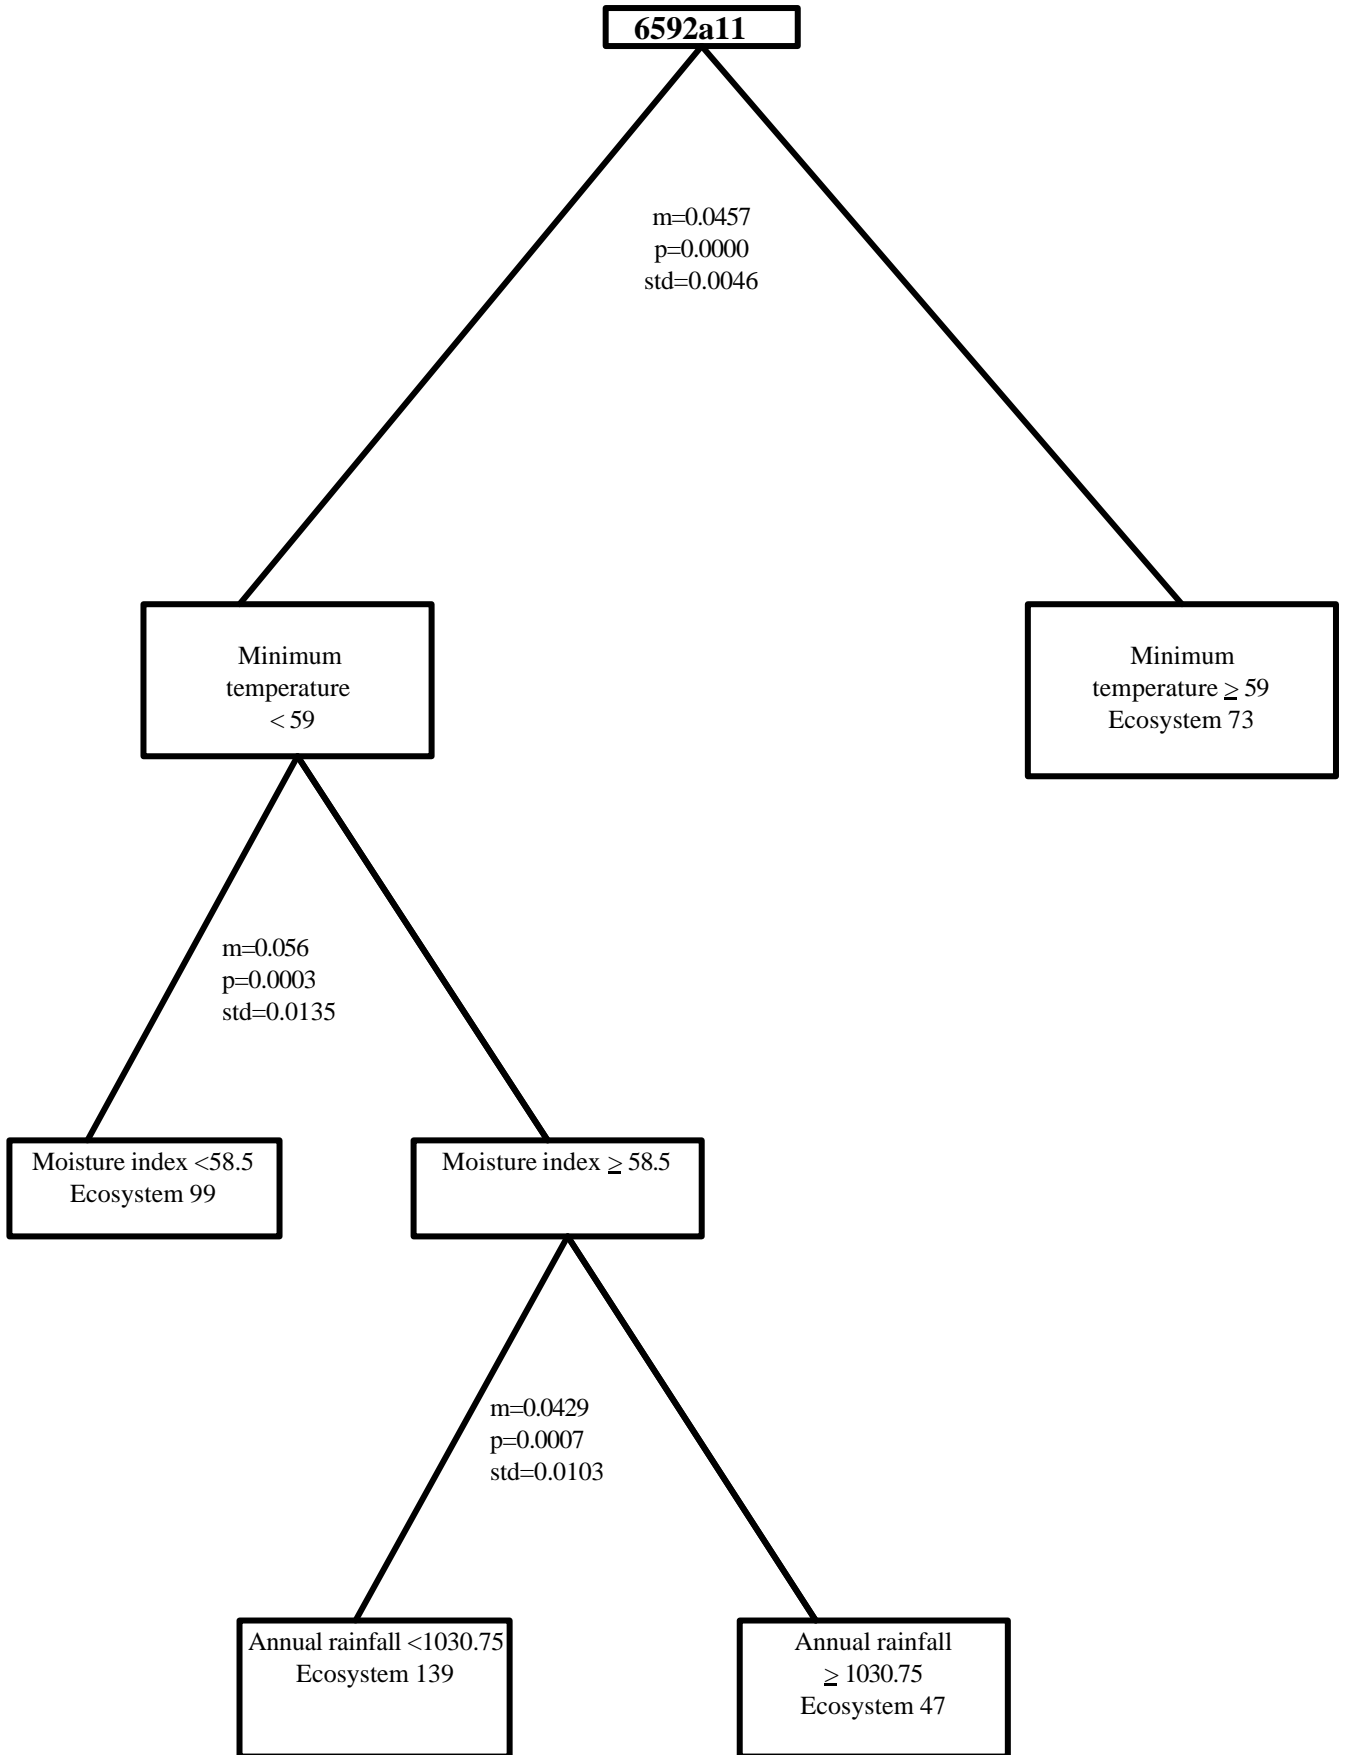 6592a11
m=0.0457
p=0.0000
std=0.0046
Minimum
temperature
< 59
Minimum
temperature ≥ 59
Ecosystem 73
m=0.056
p=0.0003
std=0.0135
Moisture index <58.5
Ecosystem 99
Moisture index ≥ 58.5
m=0.0429
p=0.0007
std=0.0103
Annual rainfall <1030.75
Ecosystem 139
Annual rainfall
≥ 1030.75
Ecosystem 47